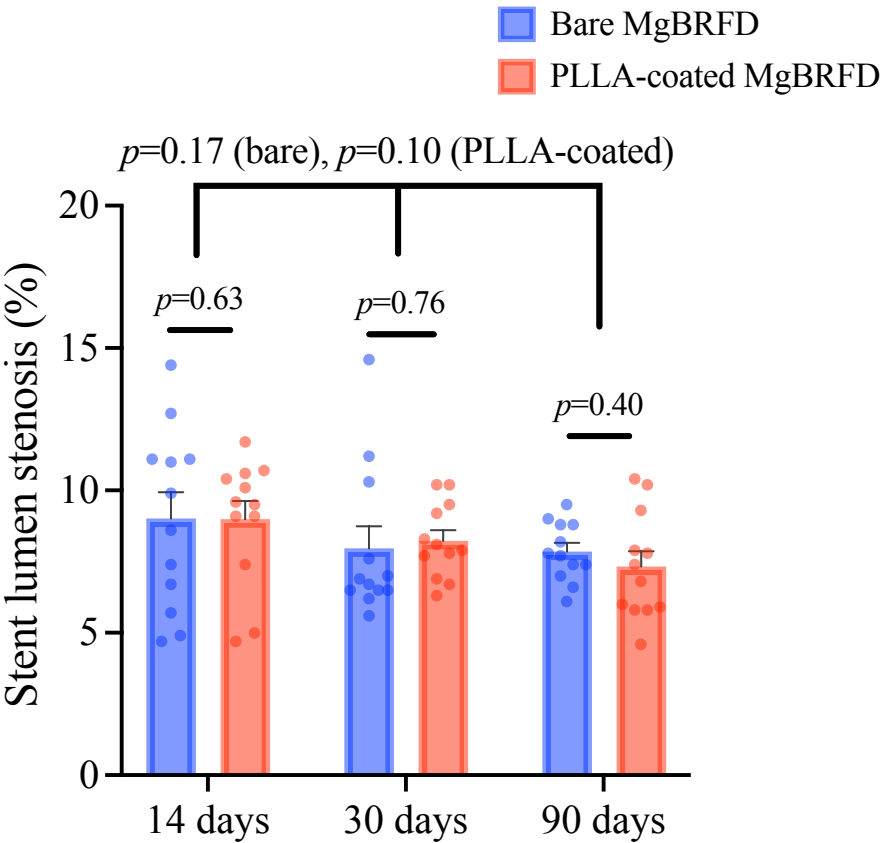 Bare MgBRFD
PLLA-coated MgBRFD
p=0.17 (bare), p=0.10 (PLLA-coated)
20
p=0.63
p=0.76
15
p=0.40
10
5
0
Stent lumen stenosis (%)
14 days
30 days
90 days